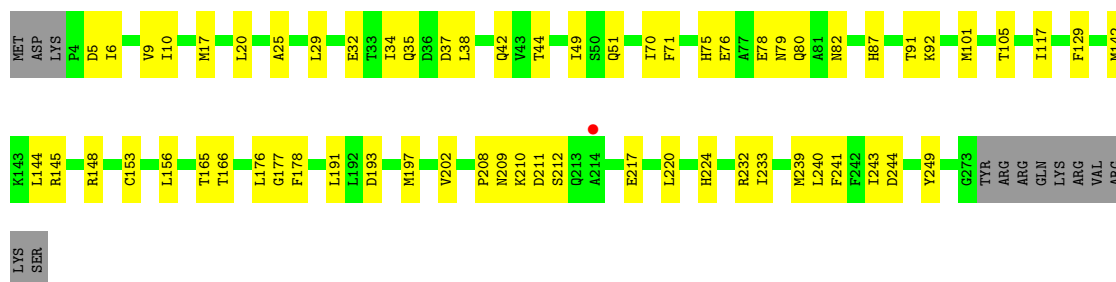 MET ASP LYS P4 D5 I6 V9 I10 M17 L20 A25 L29 E32 T33 I34 Q35 D36 D37 L38 Q42 V43 T44 I49 S50 Q51 I70 F71 H75 E76 A77 E78 N79 Q80 A81 N82 H87 T91 K92 M101 T105 I117 F129 M142
K143 L144 R145 R148 C153 L156 T165 T166 L176 G177 F178 L191 L192 D193 M197 V202 P208 N209 K210 D211 S212 Q213 A214 E217 L220 H224 R232 I233 M239 L240 F241 F242 I243 D244 Y249 G273 TYR ARG ARG GLN LYS ARG VAL ARG
LYS SER